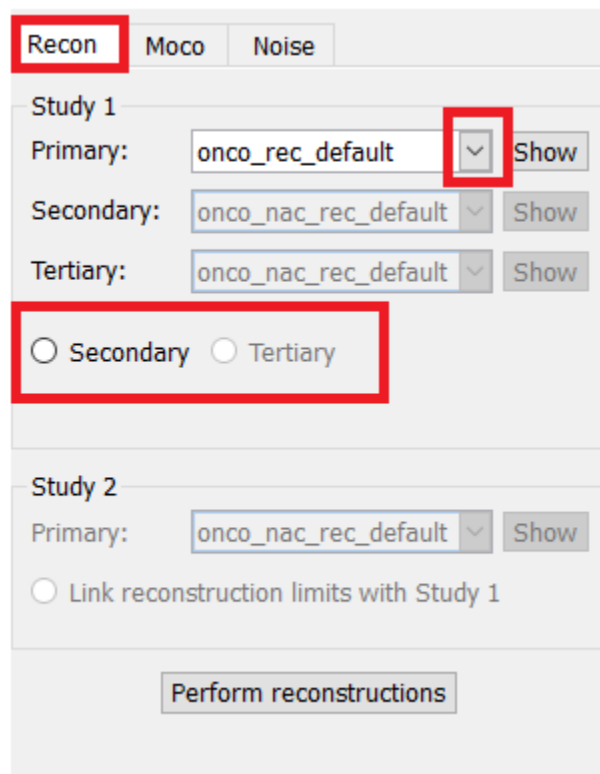 Recon Moco Noise
Study 1
Primary: onco_rec_default Show
Secondary: onco_nac_rec_default Show
Tertiary: onco_nac_rec_default Show
Secondary Tertiary
Study 2
Primary: onco_nac_rec_default Show
Link reconstruction limits with Study 1
Perform reconstructions